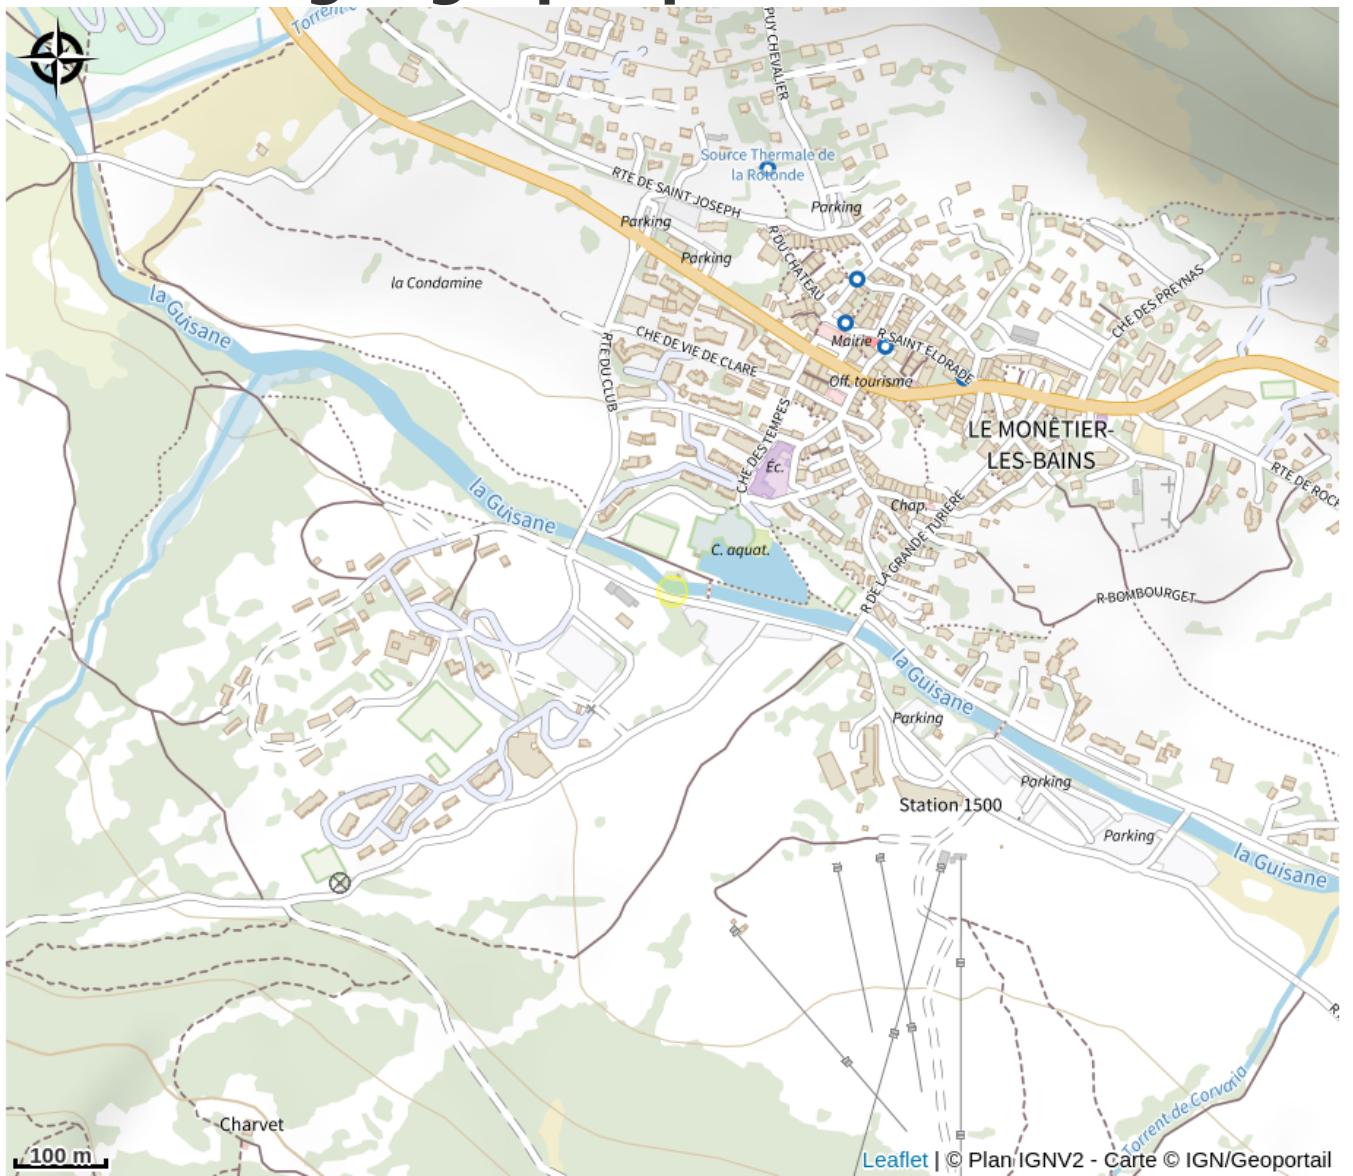 Torrent
PUY CHEVALIER
Source Thermale de
la Rotonde
RTE DE SAINT JOSEPH
Parking
Parking
Parking
R DU CHATEAU
la Condamine
la Guisane
CHE DES PREYNAS
CHE DE VIE DE CLARE
Mairie
R SAINT ELDRADE
RTE DU CLUB
Off. tourisme
CHE DES TEMPES
LE MONÊTIER-
LES-BAINS
Éc.
RTE DE ROCH
la Guisane
Chap.
C. aquat.
R DE LA GRANDE TURIERE
R BOMBOURGET
la Guisane
Parking
Parking
Station 1500
Parking
la Guisane
R.
Torrent de Corvaria
Charvet
100 m
Leaflet | © Plan IGNV2 - Carte © IGN/Geoportail